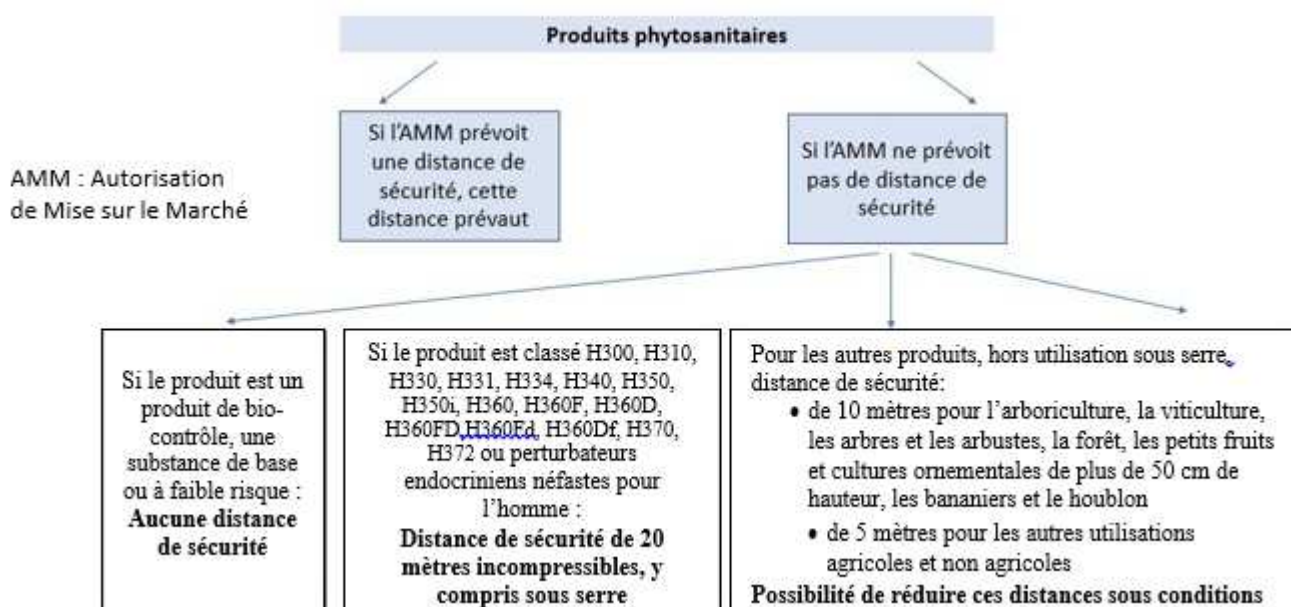 Produits phytosanitaires
Si l'AMM prévoit
une distance de
sécurité, cette
distance prévaut
Si l'AMM ne prévoit
pas de distance de
sécurité
AMM : Autorisation
de Mise sur le Marché
Si le produit est un
produit de bio-
contrôle, une
substance de base
ou à faible risque :
Aucune distance
de sécurité
Si le produit est classé H300, H310,
H330, H331, H334, H340, H350,
H350i, H360, H360F, H360D,
H360FD,H360Fd, H360Df, H370,
H372 ou perturbateurs
endocriniens néfastes pour
l'homme :
Distance de sécurité de 20
mètres incompressibles, y
compris sous serre
Pour les autres produits, hors utilisation sous serre,
distance de sécurité:
• de 10 mètres pour l'arboriculture, la viticulture,
les arbres et les arbustes, la forêt, les petits fruits
et cultures ornementales de plus de 50 cm de
hauteur, les bananiers et le houblon
• de 5 mètres pour les autres utilisations
agricoles et non agricoles
Possibilité de réduire ces distances sous conditions